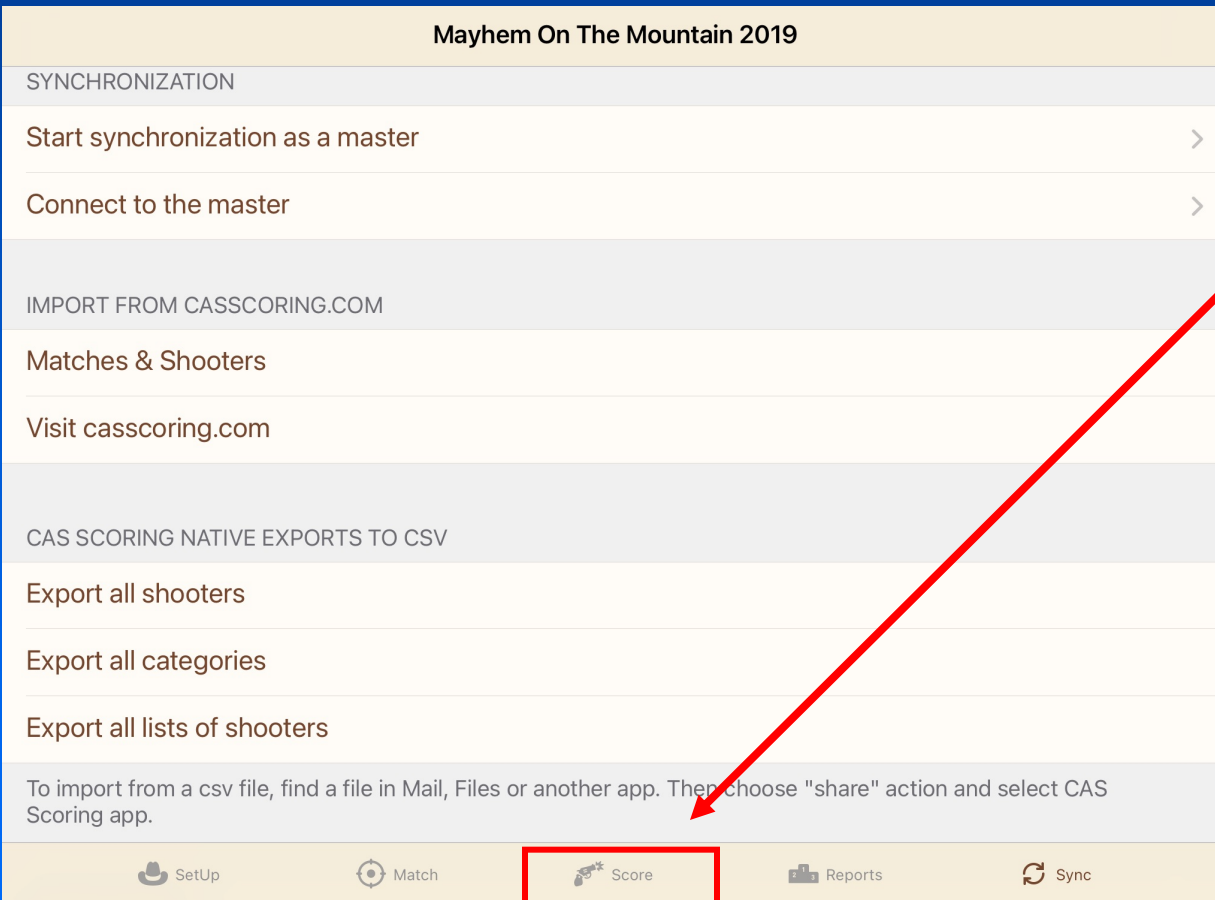 Mayhem On The Mountain 2019
SYNCHRONIZATION
Start synchronization as a master
Connect to the master
IMPORT FROM CASSCORING.COM
Matches & Shooters
Visit casscoring.com
CAS SCORING NATIVE EXPORTS TO CSV
Export all shooters
Export all categories
Export all lists of shooters
To import from a csv file, find a file in Mail, Files or another app. Then choose "share" action and select CAS
Scoring app.
SetUp Match Score Reports Sync